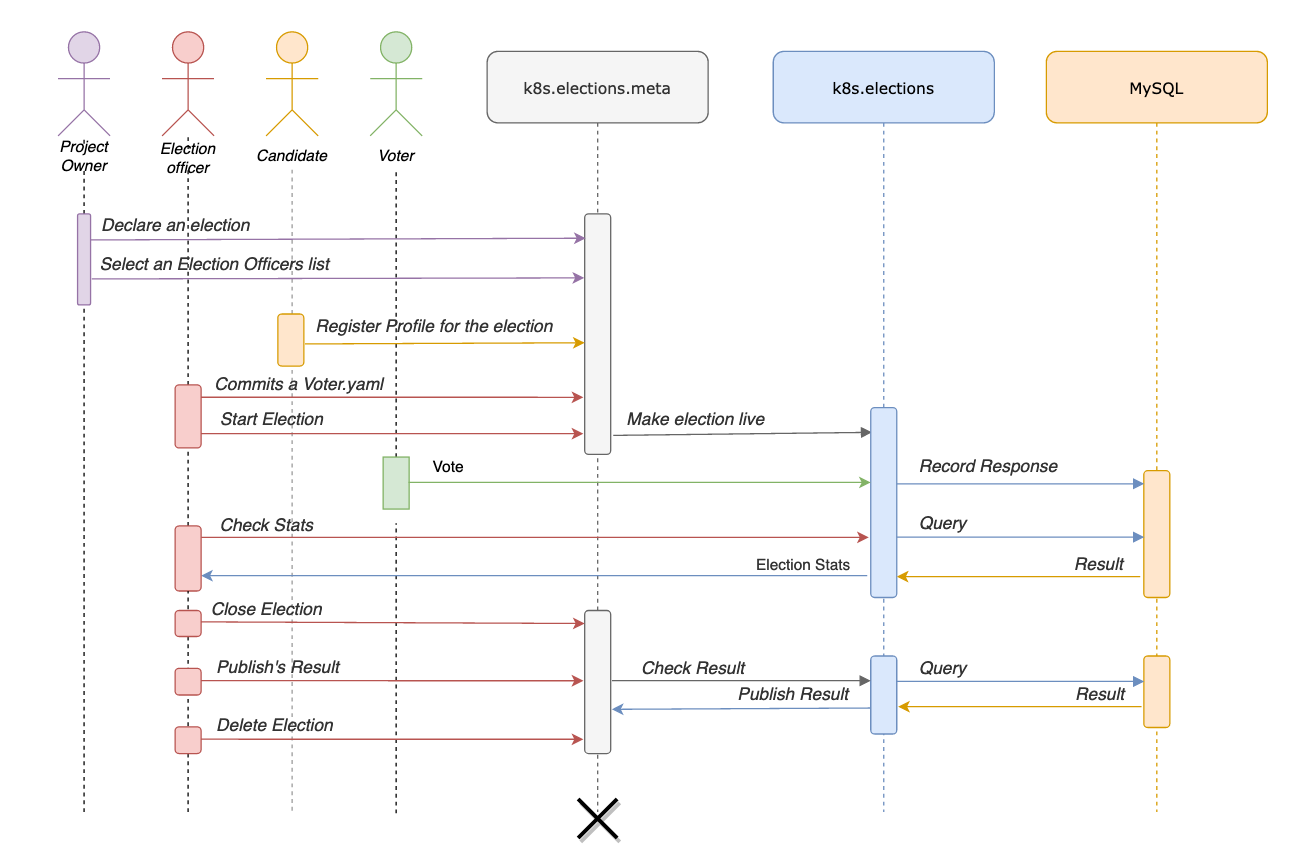 k8s.elections.meta
k8s.elections
MySQL
Project
Owner
Election
officer
Candidate
Voter
Declare an election
Select an Election Officers list
Register Profile for the election
Commits a Voter.yaml
Start Election
Make election live
Vote
Record Response
Check Stats
Query
Election Stats
Result
Close Election
Publish's Result
Check Result
Query
Publish Result
Result
Delete Election